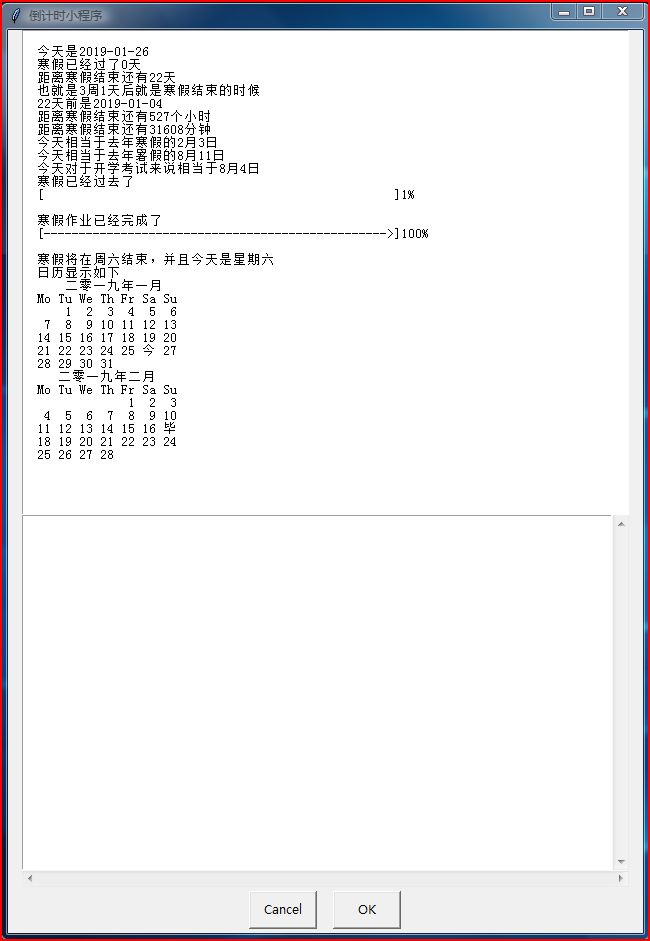 倒计时小程序
今天是2019-01-26
寒假已经过了0天
距离寒假结束还有22天
也就是3周1天后就是寒假结束的时候
22天前是2019-01-04
距离寒假结束还有527个小时
距离寒假结束还有31608分钟
今天相当于去年寒假的2月3日
今天相当于去年暑假的8月11日
今天对于开学考试来说相当于8月4日
寒假已经过去了
[                                                  ]1%
寒假作业已经完成了
[------------------------------------------------->]100%
寒假将在周六结束，并且今天是星期六
日历显示如下
    二零一九年一月
Mo Tu We Th Fr Sa Su
    1  2  3  4  5  6
 7  8  9 10 11 12 13
14 15 16 17 18 19 20
21 22 23 24 25 今 27
28 29 30 31
   二零一九年二月
Mo Tu We Th Fr Sa Su
             1  2  3
 4  5  6  7  8  9 10
11 12 13 14 15 16 毕
18 19 20 21 22 23 24
25 26 27 28
Cancel OK